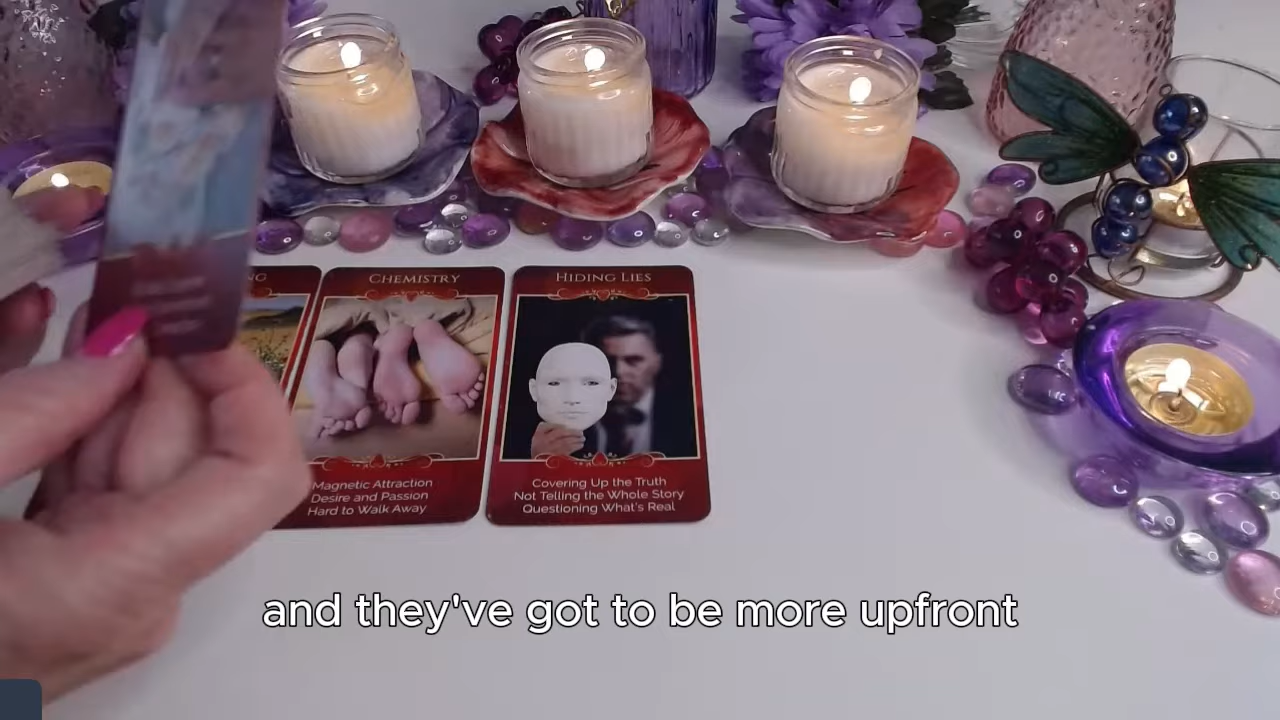 CHEMISTRY
Magnetic Attraction
Desire and Passion
Hard to Walk Away
HIDING LIES
Covering Up the Truth
Not Telling the Whole Story
Questioning What's Real
and they've got to be more upfront